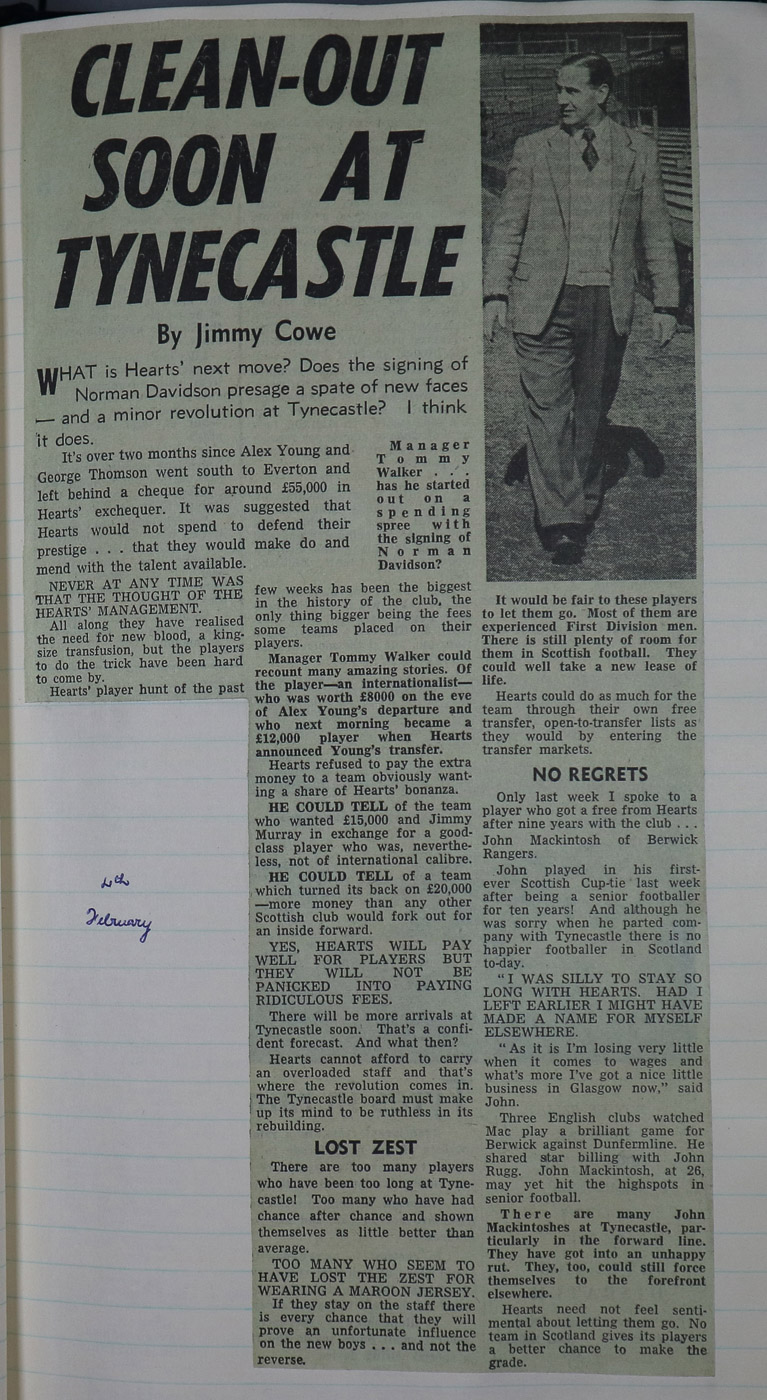 CLEAN-OUT
SOON AT
TYNECASTLE
By Jimmy Cowe
WHAT is Hearts' next move? Does the signing of
Norman Davidson presage a spate of new faces
— and a minor revolution at Tynecastle? I think
it does.
It's over two months since Alex Young and
George Thomson went south to Everton and
left behind a cheque for around £55,000 in
Hearts' exchequer. It was suggested that
Hearts would not spend to defend their
prestige . . . that they would make do and
mend with the talent available.
Manager
Tommy
Walker . . .
has he started
out on a
spending
spree with
the signing of
Norman
Davidson?
NEVER AT ANY TIME WAS
THAT THE THOUGHT OF THE
HEARTS' MANAGEMENT.
All along they have realised
the need for new blood, a king-
size transfusion, but the players
to do the trick have been hard
to come by.
Hearts' player hunt of the past
few weeks has been the biggest
in the history of the club, the
only thing bigger being the fees
some teams placed on their
players.
Manager Tommy Walker could
recount many amazing stories. Of
the player—an internationalist—
who was worth £8000 on the eve
of Alex Young's departure and
who next morning became a
£12,000 player when Hearts
announced Young's transfer.
Hearts refused to pay the extra
money to a team obviously want-
ing a share of Hearts' bonanza.
HE COULD TELL of the team
who wanted £15,000 and Jimmy
Murray in exchange for a good-
class player who was, neverthe-
less, not of international calibre.
HE COULD TELL of a team
which turned its back on £20,000
—more money than any other
Scottish club would fork out for
an inside forward.
YES, HEARTS WILL PAY
WELL FOR PLAYERS BUT
THEY WILL NOT BE
PANICKED INTO PAYING
RIDICULOUS FEES.
There will be more arrivals at
Tynecastle soon. That's a confi-
dent forecast. And what then?
Hearts cannot afford to carry
an overloaded staff and that's
where the revolution comes in.
The Tynecastle board must make
up its mind to be ruthless in its
rebuilding.
LOST ZEST
There are too many players
who have been too long at Tyne-
castle! Too many who have had
chance after chance and shown
themselves as little better than
average.
TOO MANY WHO SEEM TO
HAVE LOST THE ZEST FOR
WEARING A MAROON JERSEY.
If they stay on the staff there
is every chance that they will
prove an unfortunate influence
on the new boys . . . and not the
reverse.
It would be fair to these players
to let them go. Most of them are
experienced First Division men.
There is still plenty of room for
them in Scottish football. They
could well take a new lease of
life.
Hearts could do as much for the
team through their own free
transfer, open-to-transfer lists as
they would by entering the
transfer markets.
NO REGRETS
Only last week I spoke to a
player who got a free from Hearts
after nine years with the club . . .
John Mackintosh of Berwick
Rangers.
John played in his first-
ever Scottish Cup-tie last week
after being a senior footballer
for ten years! And although he
was sorry when he parted com-
pany with Tynecastle there is no
happier footballer in Scotland
to-day.
"I WAS SILLY TO STAY SO
LONG WITH HEARTS. HAD I
LEFT EARLIER I MIGHT HAVE
MADE A NAME FOR MYSELF
ELSEWHERE.
"As it is I'm losing very little
when it comes to wages and
what's more I've got a nice little
business in Glasgow now," said
John.
Three English clubs watched
Mac play a brilliant game for
Berwick against Dunfermline. He
shared star billing with John
Rugg. John Mackintosh, at 26,
may yet hit the highspots in
senior football.
There are many John
Mackintoshes at Tynecastle, par-
ticularly in the forward line.
They have got into an unhappy
rut. They, too, could still force
themselves to the forefront
elsewhere.
Hearts need not feel senti-
mental about letting them go. No
team in Scotland gives its players
a better chance to make the
grade.
4th
February